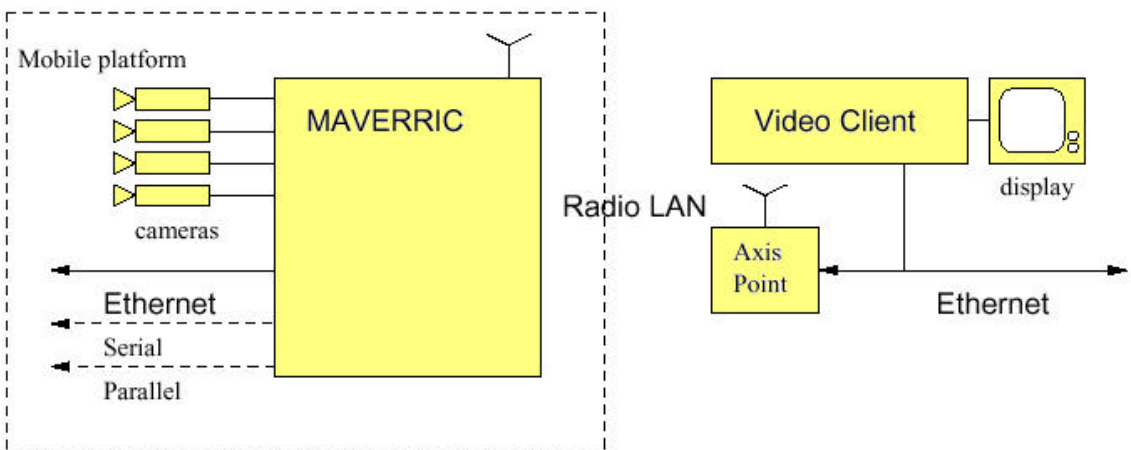 Mobile platform
MAVERRIC
cameras
Ethernet
Serial
Parallel
Radio LAN
Video Client
display
Axis
Point
Ethernet